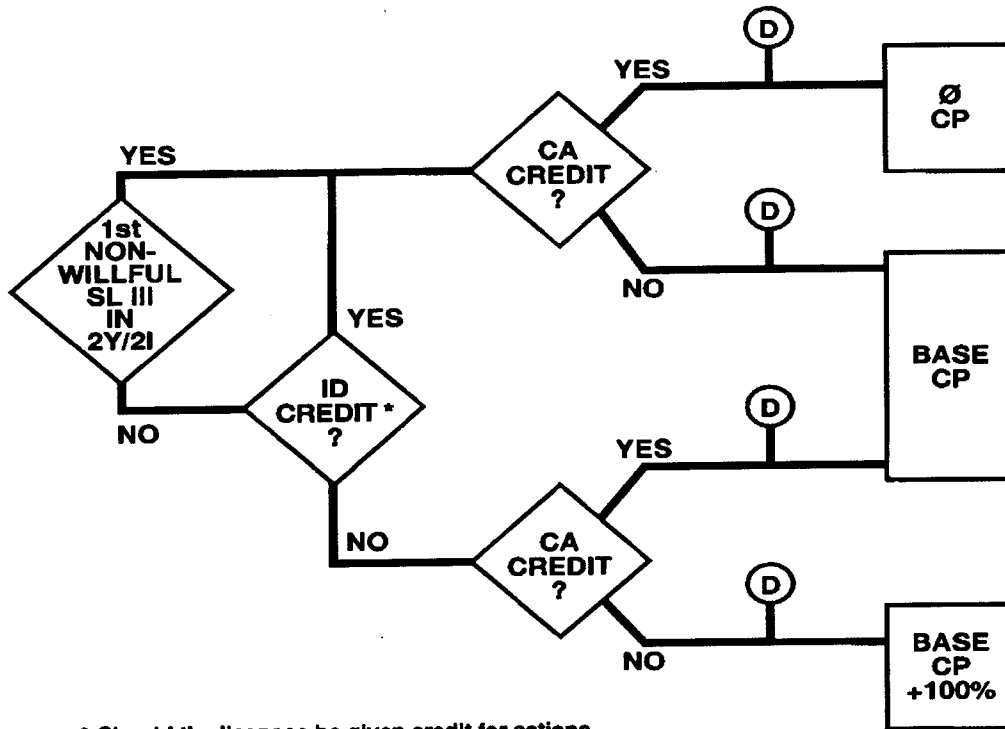 D
YES
Ø
CP
CA
CREDIT
?
YES
D
1st
NON-
WILLFUL
SL III
IN
2Y/2I
NO
YES
BASE
CP
ID
CREDIT *
?
D
NO
YES
NO
CA
CREDIT
?
D
NO
BASE
CP
+100%